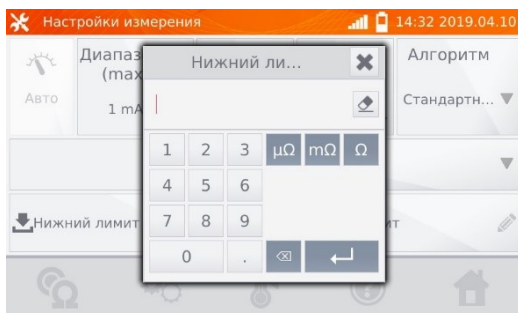 Настройки измерения 14:32 2019.04.10
Диапаз
(max
1 mA
Авто
Алгоритм
Стандартн...
Нижний ли...
1 2 3 µΩ mΩ Ω
4 5 6
7 8 9
0 .
Нижний лимит
ит